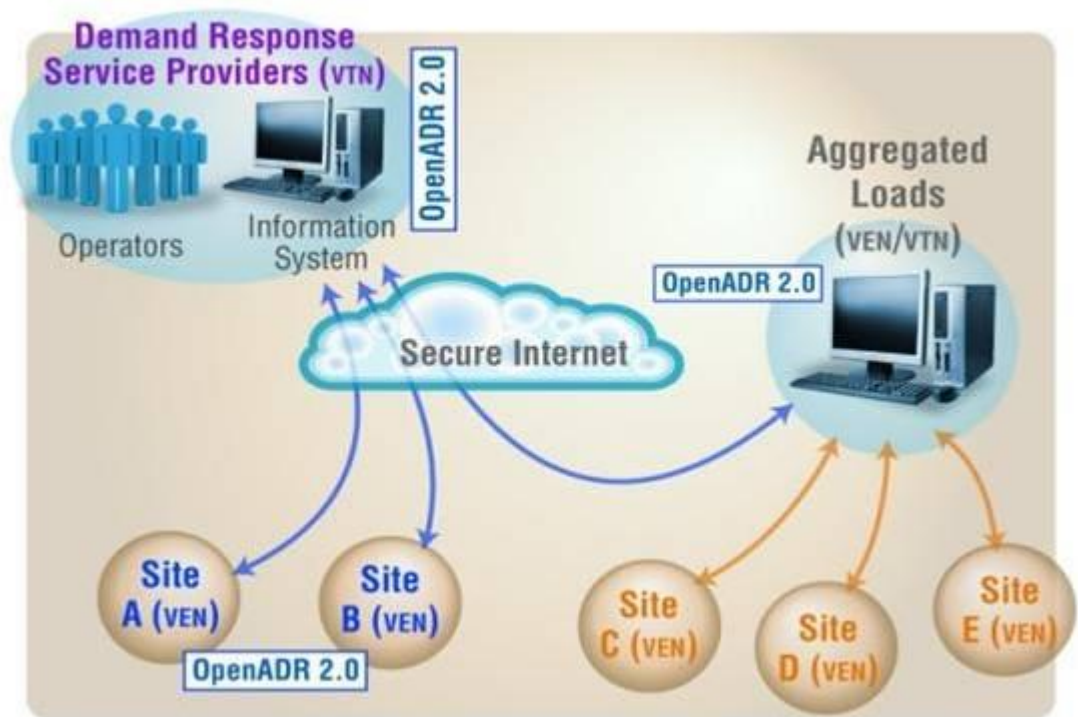 Demand Response
Service Providers (VTN)
OpenADR 2.0
Operators
Information
System
Aggregated
Loads
(VEN/VTN)
OpenADR 2.0
Secure Internet
Site
A (VEN)
Site
B (VEN)
OpenADR 2.0
Site
C (VEN)
Site
D (VEN)
Site
E (VEN)